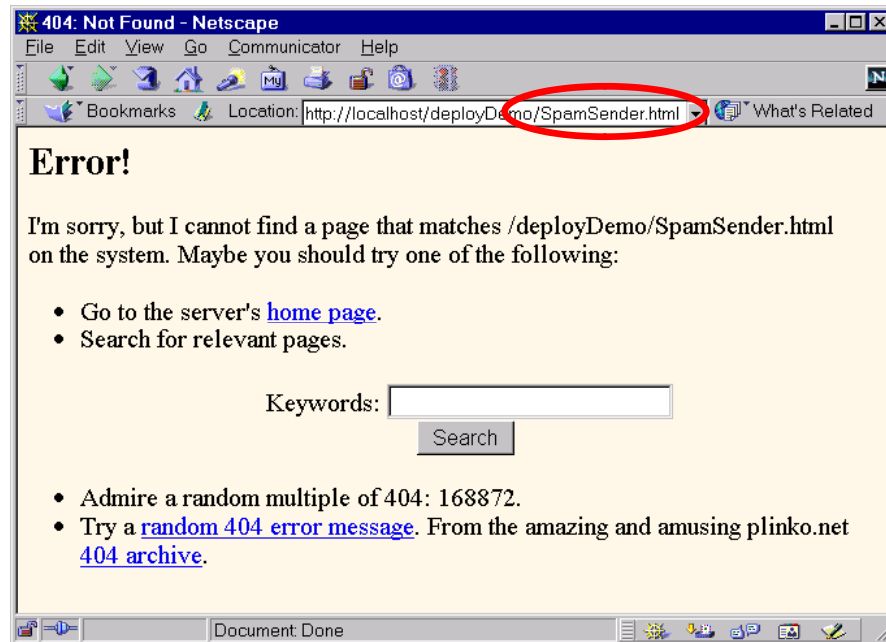 404: Not Found - Netscape
File Edit View Go Communicator Help
My
N
Bookmarks Location: http://localhost/deployDemo/SpamSender.html What's Related
Error!
I'm sorry, but I cannot find a page that matches /deployDemo/SpamSender.html
on the system. Maybe you should try one of the following:
• Go to the server's home page.
• Search for relevant pages.
Keywords:
Search
• Admire a random multiple of 404: 168872.
• Try a random 404 error message. From the amazing and amusing plinko.net
404 archive.
Document: Done